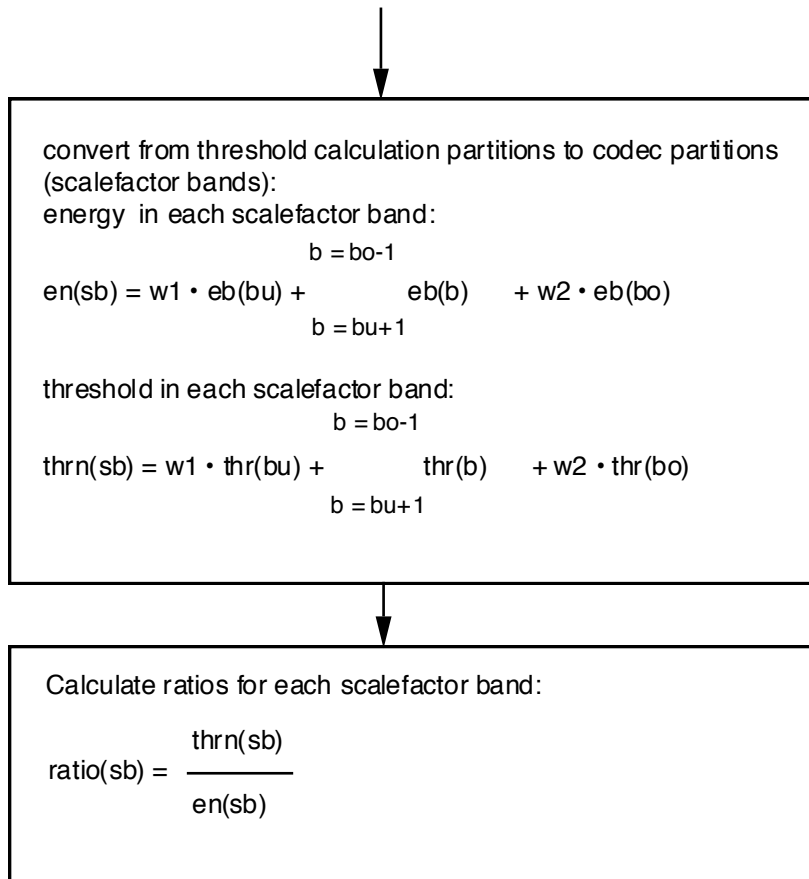 convert from threshold calculation partitions to codec partitions
(scalefactor bands):
energy in each scalefactor band:
b = bo-1
en(sb) = w1 • eb(bu) + eb(b) + w2 • eb(bo)
b = bu+1
threshold in each scalefactor band:
b = bo-1
thrn(sb) = w1 • thr(bu) + thr(b) + w2 • thr(bo)
b = bu+1
Calculate ratios for each scalefactor band:
thrn(sb)
ratio(sb) =
en(sb)